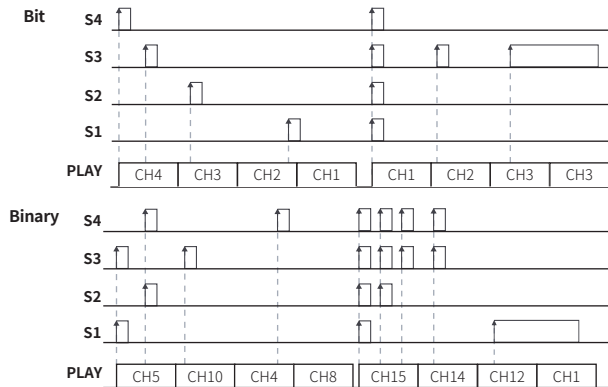 Bit S4
S3
S2
S1
PLAY CH4 CH3 CH2 CH1 CH1 CH2 CH3 CH3
Binary S4
S3
S2
S1
PLAY CH5 CH10 CH4 CH8 CH15 CH14 CH12 CH1